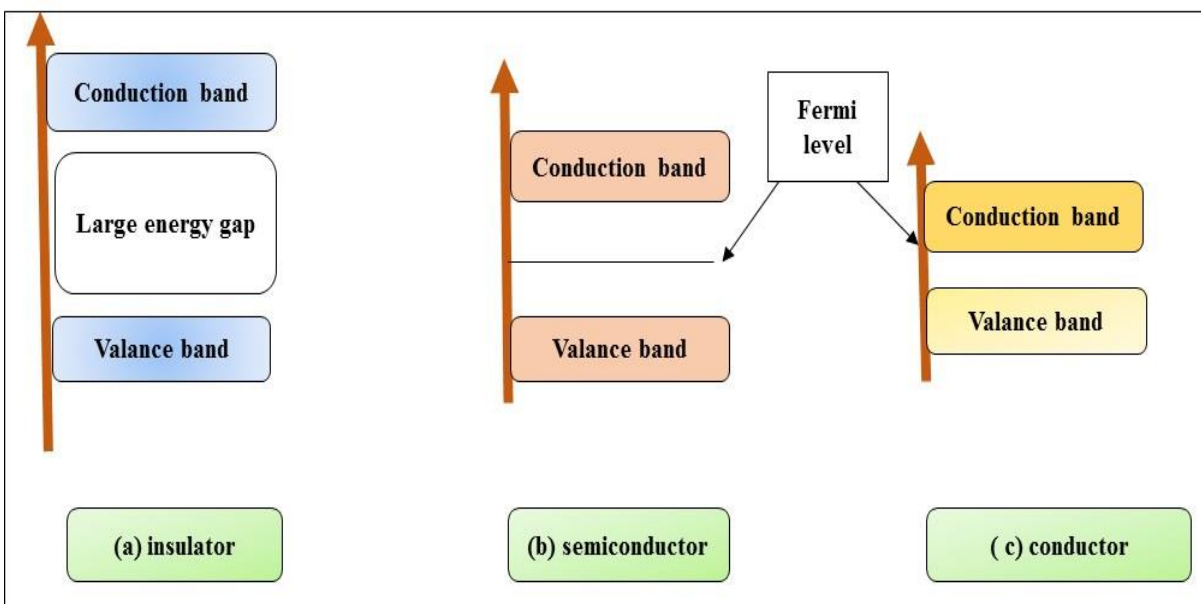 Conduction band
Large energy gap
Valance band
(a) insulator
Conduction band
Valance band
(b) semiconductor
Fermi
level
Conduction band
Valance band
( c) conductor